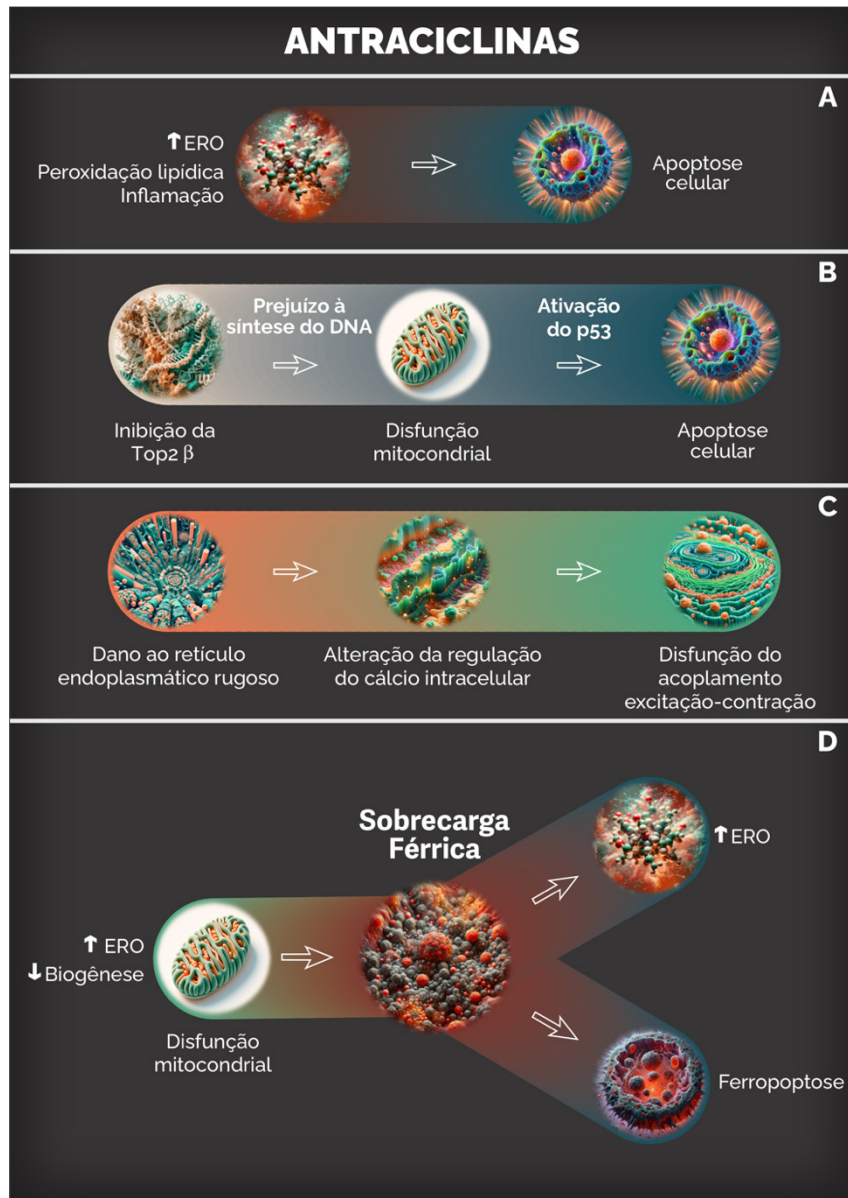 ANTRACICLINAS
A
↑ERO
Peroxidação lipídica
Inflamação
Apoptose
celular
B
Prejuízo à
síntese do DNA
Ativação
do p53
Inibição da
Top2 β
Disfunção
mitocondrial
Apoptose
celular
C
Dano ao retículo
endoplasmático rugoso
Alteração da regulação
do cálcio intracelular
Disfunção do
acoplamento
excitação-contração
D
Sobrecarga
Férrica
↑ERO
↑ ERO
↓Biogênese
Disfunção
mitocondrial
Ferropoptose